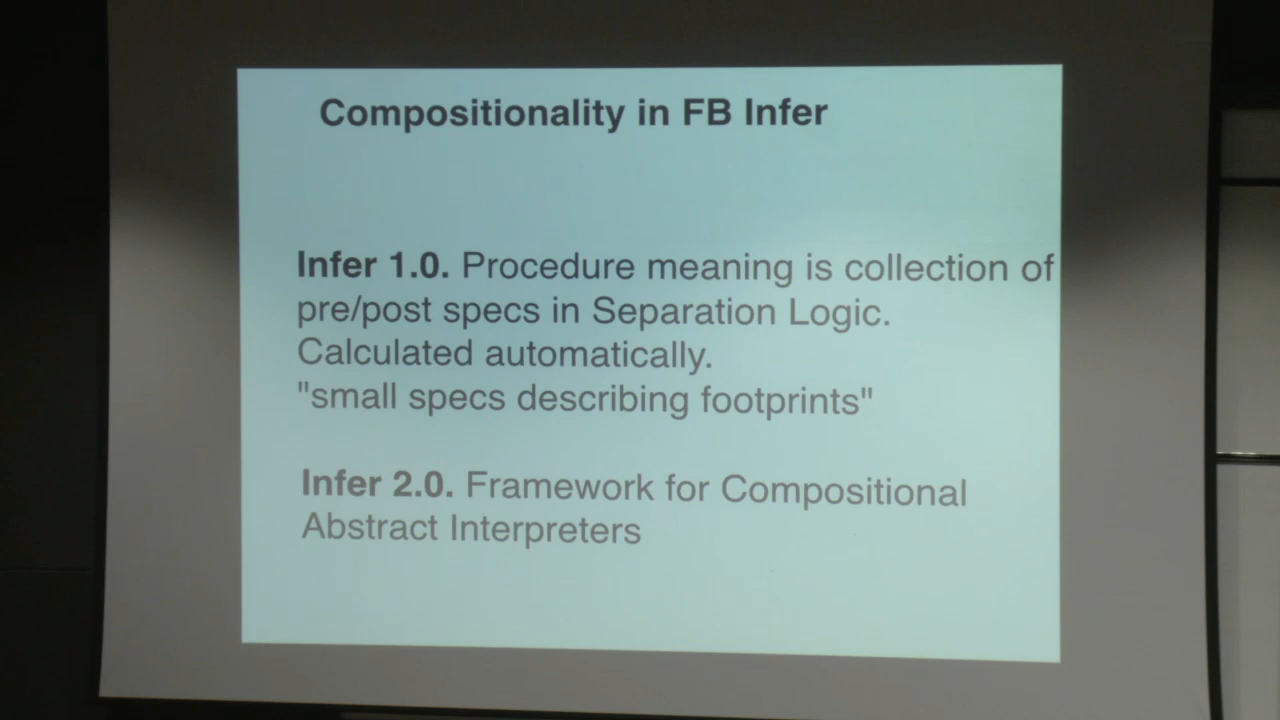 Compositionality in FB Infer
Infer 1.0. Procedure meaning is collection of
pre/post specs in Separation Logic.
Calculated automatically.
"small specs describing footprints"
Infer 2.0. Framework for Compositional
Abstract Interpreters